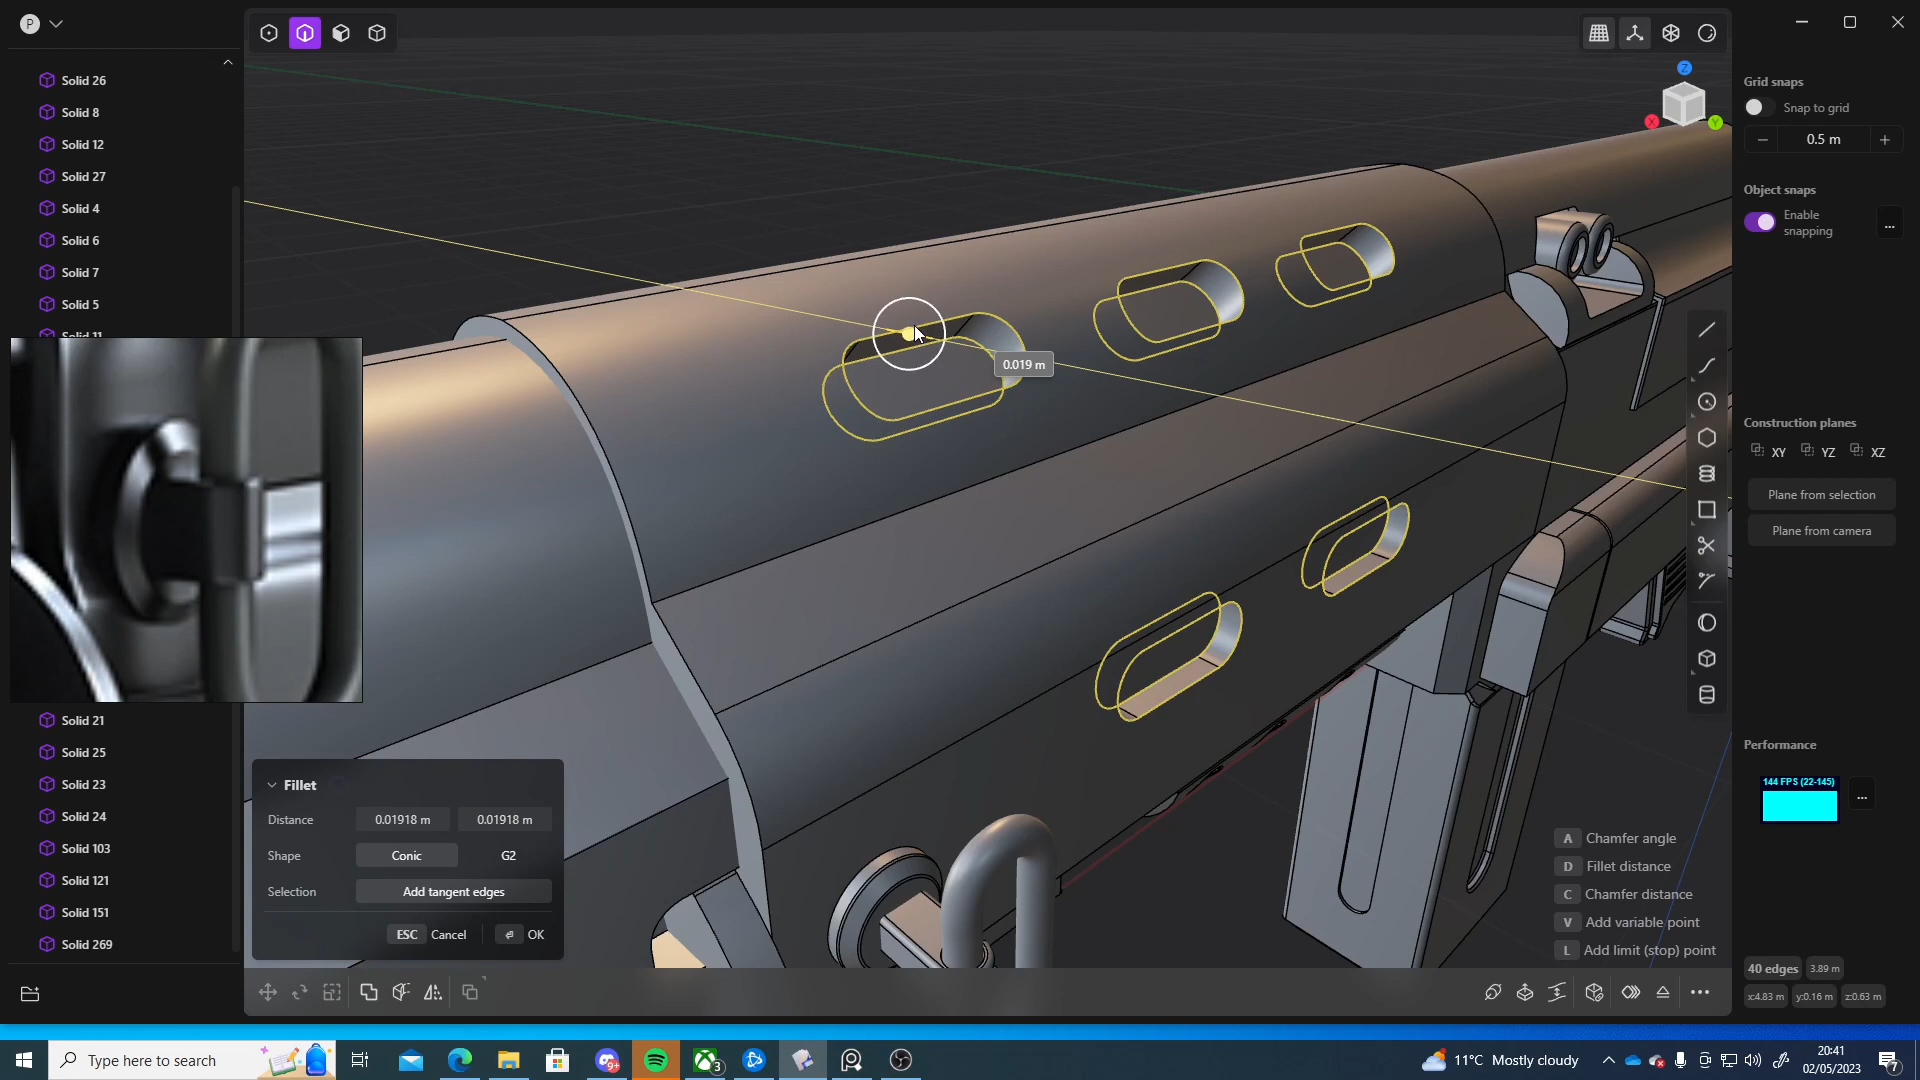 P
Solid 26
Solid 8
Solid 12
Solid 27
Solid 4
Solid 6
Solid 7
Solid 5
Solid 11
Solid 21
Solid 25
Solid 23
Solid 24
Solid 103
Solid 121
Solid 151
Solid 269
Z
X
Y
0.019 m
Fillet
Distance 0.01918 m 0.01918 m
Shape Conic G2
Selection Add tangent edges
ESC Cancel OK
A Chamfer angle
D Fillet distance
C Chamfer distance
V Add variable point
L Add limit (stop) point
Grid snaps
Snap to grid
0.5 m
Object snaps
Enable snapping
...
Construction planes
XY YZ XZ
Plane from selection
Plane from camera
Performance
144 FPS (22-145)
...
40 edges 3.89 m
x:4.83 m y:0.16 m z:0.63 m
Type here to search
9+
3
11°C Mostly cloudy
20:41
02/05/2023
7